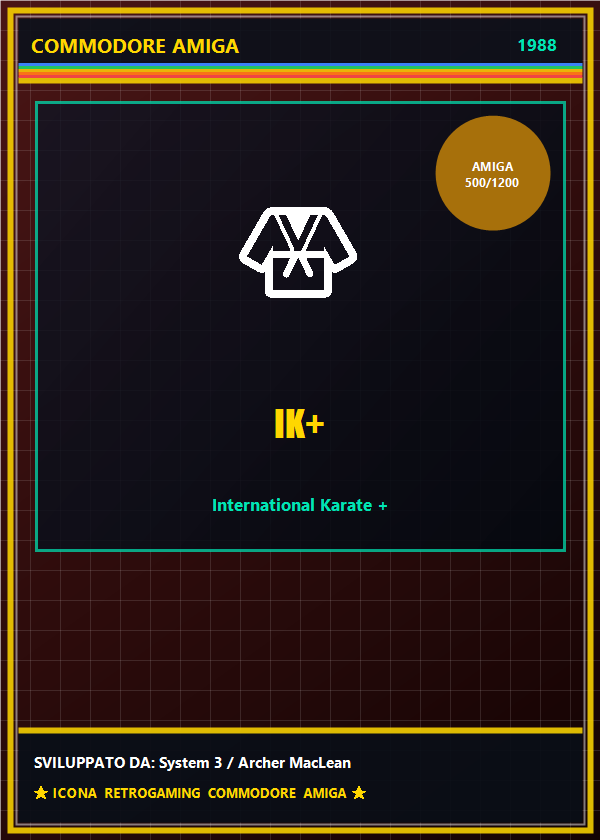 COMMODORE AMIGA
1988
AMIGA
500/1200
IK+
International Karate +
SVILUPPATO DA: System 3 / Archer MacLean
⭐ ICONA RETROGAMING COMMODORE AMIGA ⭐